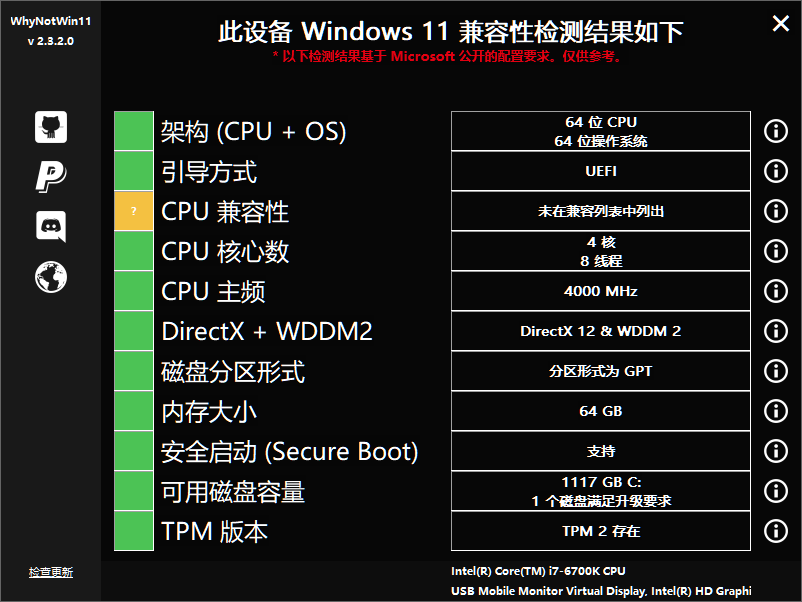 WhyNotWin11
v 2.3.2.0
此设备 Windows 11 兼容性检测结果如下
* 以下检测结果基于 Microsoft 公开的配置要求。仅供参考。
架构 (CPU + OS)
64 位 CPU
64 位操作系统
引导方式
UEFI
?
CPU 兼容性
未在兼容列表中列出
CPU 核心数
4 核
8 线程
CPU 主频
4000 MHz
DirectX + WDDM2
DirectX 12 & WDDM 2
磁盘分区形式
分区形式为 GPT
内存大小
64 GB
安全启动 (Secure Boot)
支持
可用磁盘容量
1117 GB C:
1 个磁盘满足升级要求
TPM 版本
TPM 2 存在
检查更新
Intel(R) Core(TM) i7-6700K CPU
USB Mobile Monitor Virtual Display, Intel(R) HD Graphi